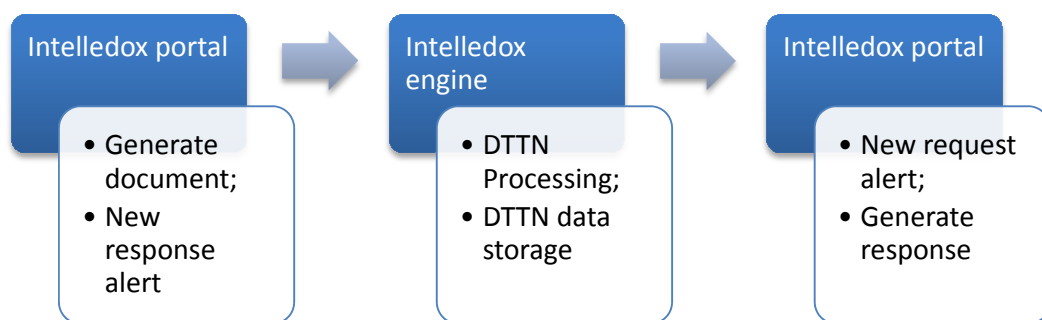 Intelledox portal
• Generate
document;
• New
response
alert
Intelledox
engine
• DTTN
Processing;
• DTTN data
storage
Intelledox portal
• New request
alert;
• Generate
response